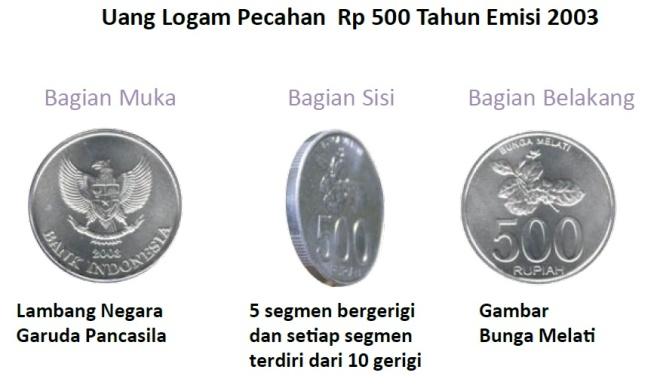 Uang Logam Pecahan Rp 500 Tahun Emisi 2003
Bagian Muka
Bagian Sisi
Bagian Belakang
2003
BANK INDONESIA
500
RUPIAH
BUNGA MELATI
500
RUPIAH
Lambang Negara
Garuda Pancasila
5 segmen bergerigi
dan setiap segmen
terdiri dari 10 gerigi
Gambar
Bunga Melati